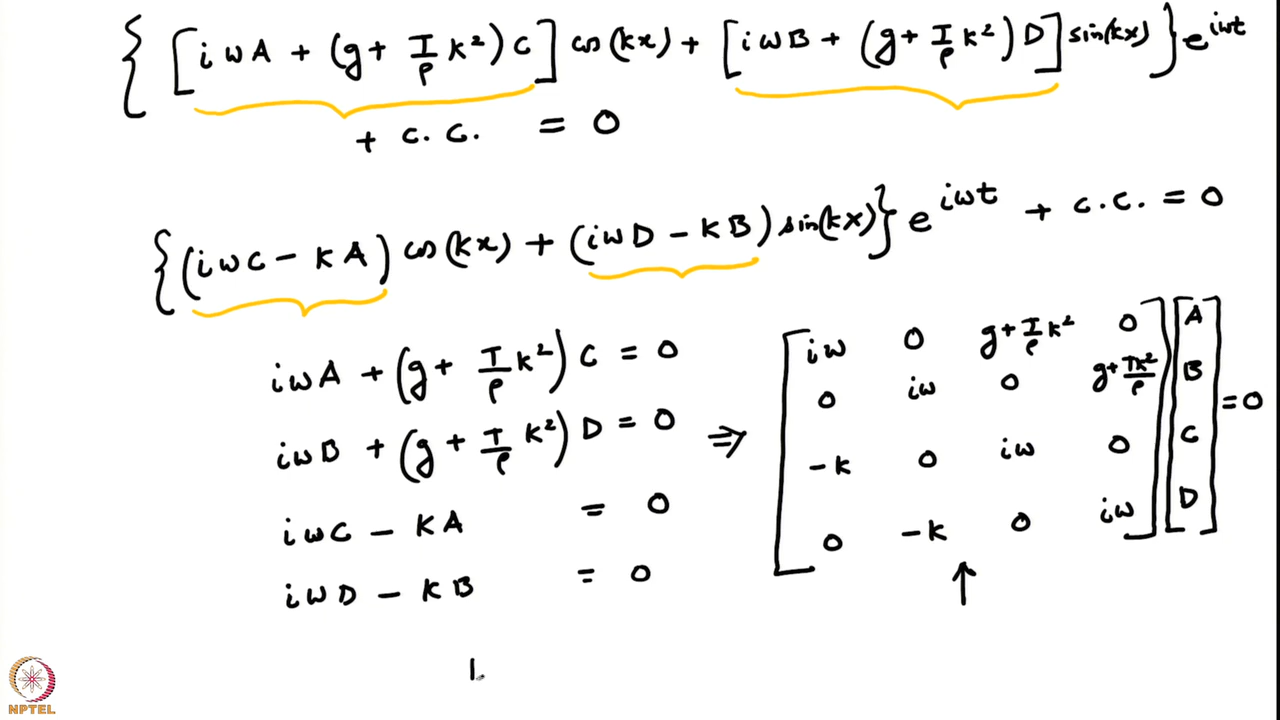 { [iωA + (g + T/ρ k²) C] cos(kx) + [iωB + (g + T/ρ k²) D] sin(kx) } e^{iωt}
+ c.c. = 0
{ (iωC − kA) cos(kx) + (iωD − kB) sin(kx) } e^{iωt} + c.c. = 0
iωA + (g + T/ρ k²) C = 0
iωB + (g + T/ρ k²) D = 0
iωC − kA = 0
iωD − kB = 0
⇒
[ iω 0 g + T/ρ k² 0 ] [ A ]
[ 0 iω 0 g + Tk²/ρ ] [ B ] = 0
[ −k 0 iω 0 ] [ C ]
[ 0 −k 0 iω ] [ D ]
↑
NPTEL